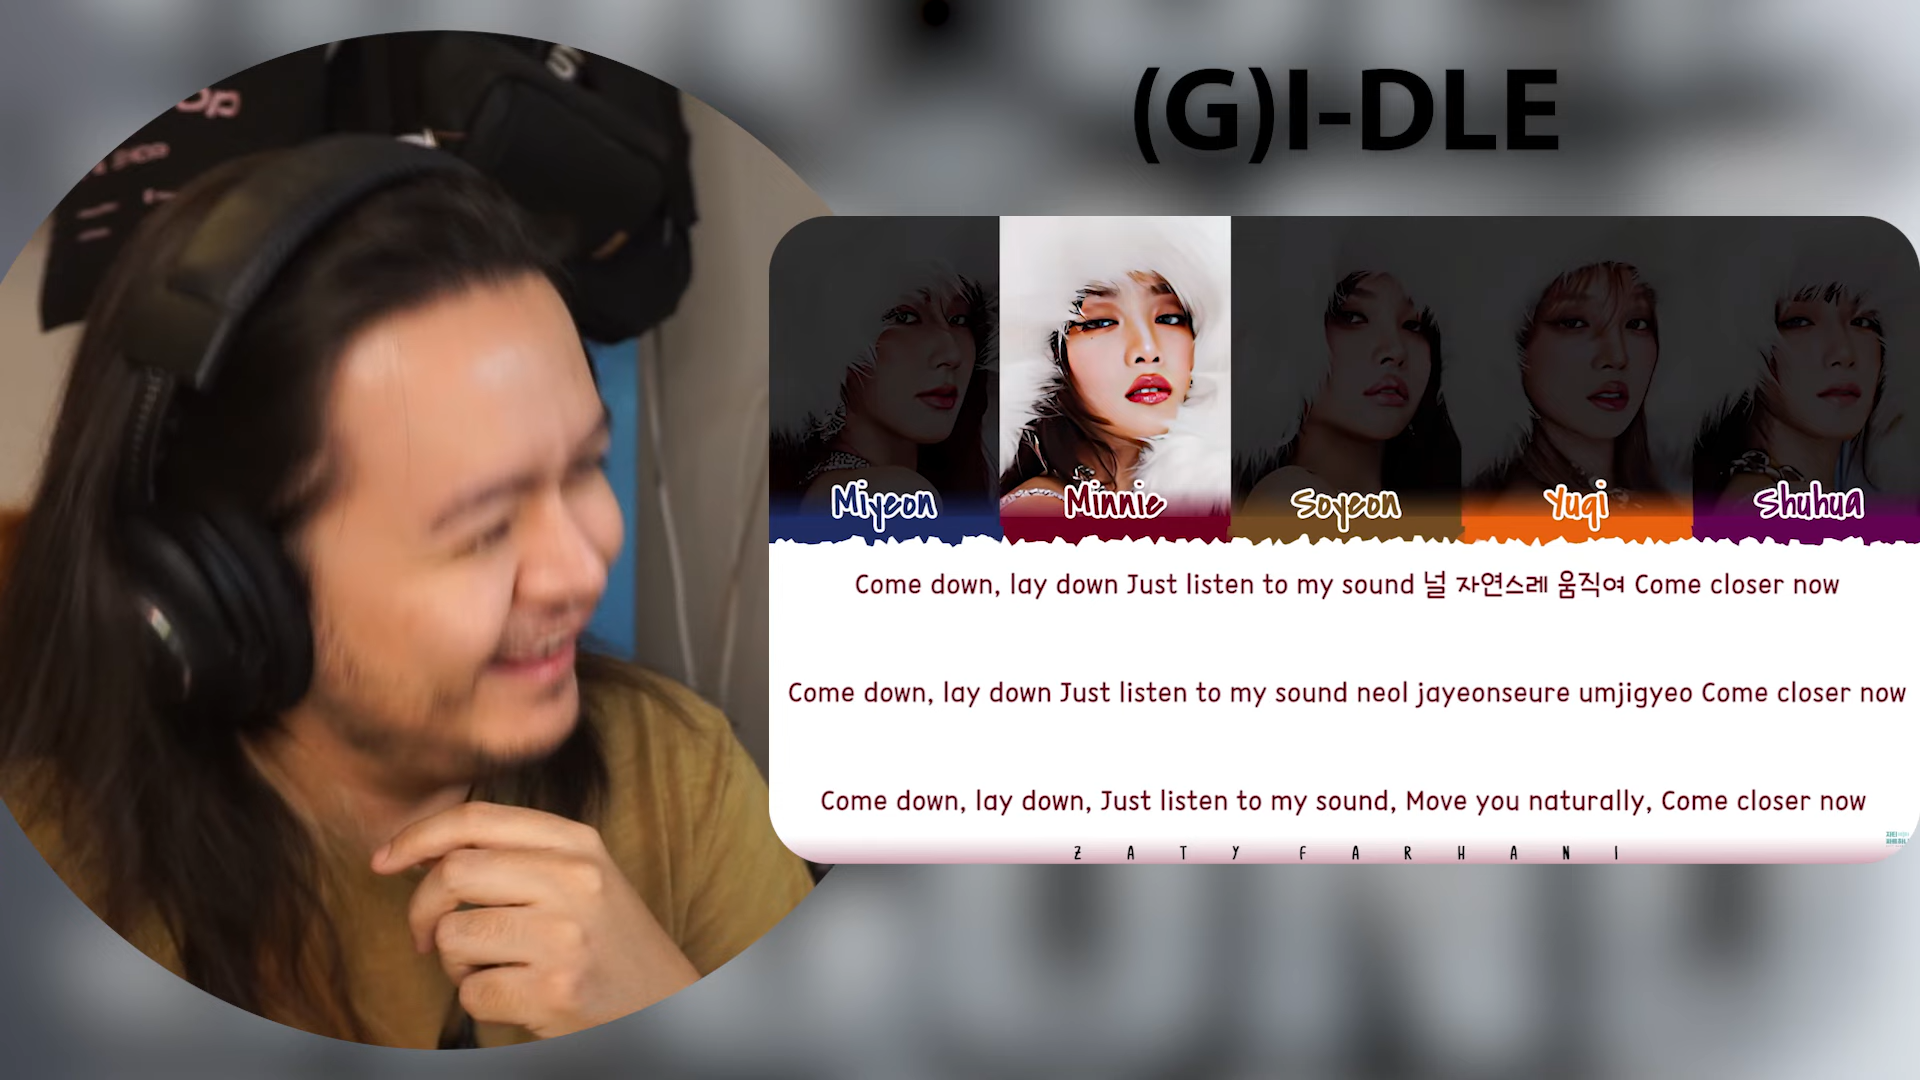 (G)I-DLE
Miyeon
Minnie
Soyeon
Yuqi
Shuhua
Come down, lay down Just listen to my sound 널 자연스레 움직여 Come closer now
Come down, lay down Just listen to my sound neol jayeonseure umjigyeo Come closer now
Come down, lay down, Just listen to my sound, Move you naturally, Come closer now
ZATY FARHANI